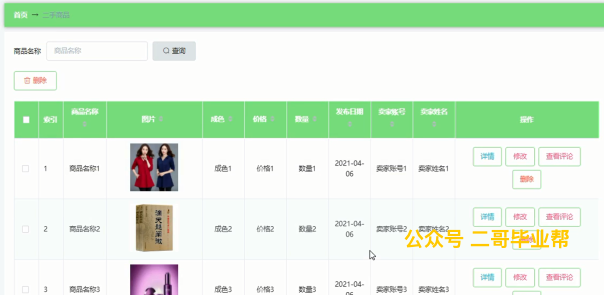 首页 → 二手商品
商品名称 商品名称 查询
删除
索引 商品名称 图片 成色 价格 数量 发布日期 卖家账号 卖家姓名 操作
1 商品名称1 成色1 价格1 数量1 2021-04-06 卖家账号1 卖家姓名1 详情 修改 查看评论
删除
2 商品名称2 成色2 价格2 数量2 2021-04-06 卖家账号2 卖家姓名2 详情 修改 查看评论
公众号 二哥毕业帮
3 商品名称3 成色3 价格3 数量3 2021-04- 卖家账号3 卖家姓名3 详情 修改 查看评论